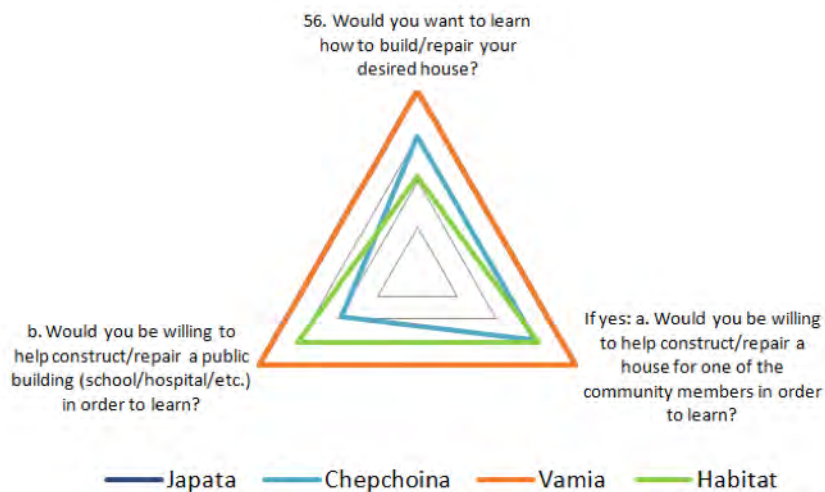 56. Would you want to learn
how to build/repair your
desired house?
b. Would you be willing to
help construct/repair a public
building (school/hospital/etc.)
in order to learn?
If yes: a. Would you be willing
to help construct/repair a
house for one of the
community members in order
to learn?
Japata Chepchoina Vamia Habitat